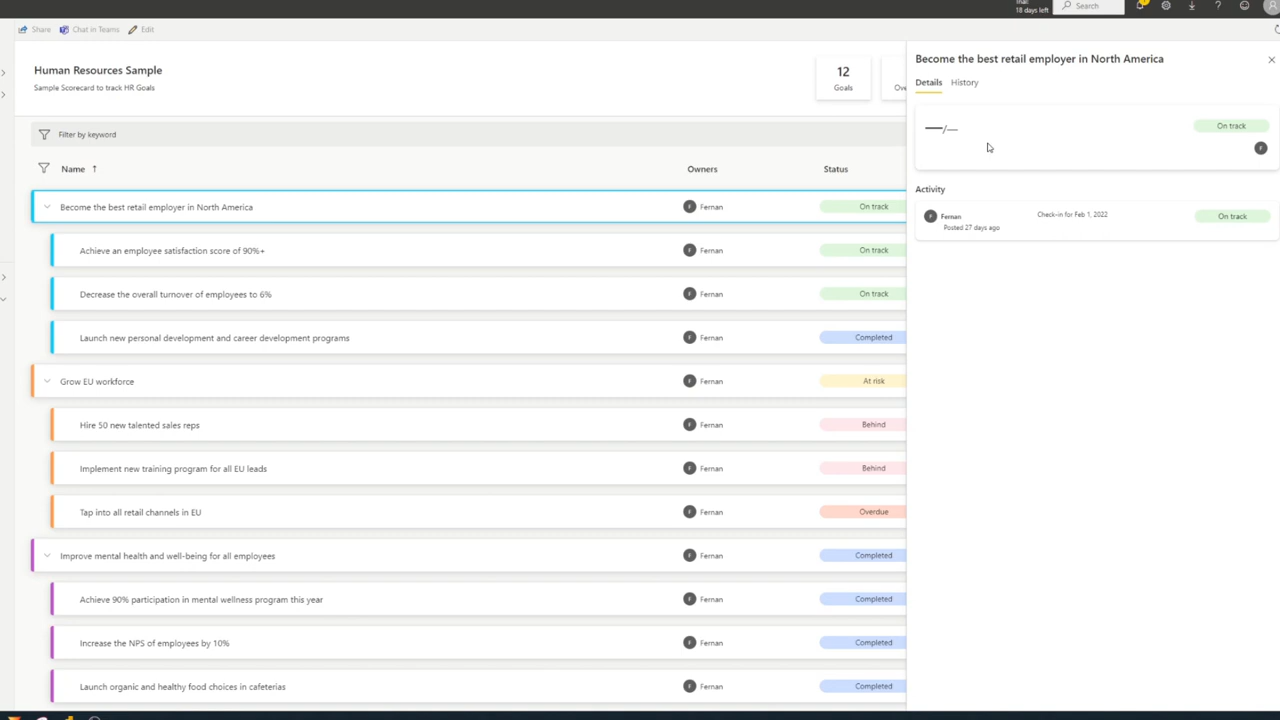 Trial
18 days left
Search
Share
Chat in Teams
Edit
Human Resources Sample
Sample Scorecard to track HR Goals
12
Goals
Filter by keyword
Name ↑
Owners
Status
Become the best retail employer in North America
F Fernan
On track
Achieve an employee satisfaction score of 90%+
F Fernan
On track
Decrease the overall turnover of employees to 6%
F Fernan
On track
Launch new personal development and career development programs
F Fernan
Completed
Grow EU workforce
F Fernan
At risk
Hire 50 new talented sales reps
F Fernan
Behind
Implement new training program for all EU leads
F Fernan
Behind
Tap into all retail channels in EU
F Fernan
Overdue
Improve mental health and well-being for all employees
F Fernan
Completed
Achieve 90% participation in mental wellness program this year
F Fernan
Completed
Increase the NPS of employees by 10%
F Fernan
Completed
Launch organic and healthy food choices in cafeterias
F Fernan
Completed
Become the best retail employer in North America
Details
History
—/—
On track
F
Activity
F Fernan
Posted 27 days ago
Check-in for Feb 1, 2022
On track